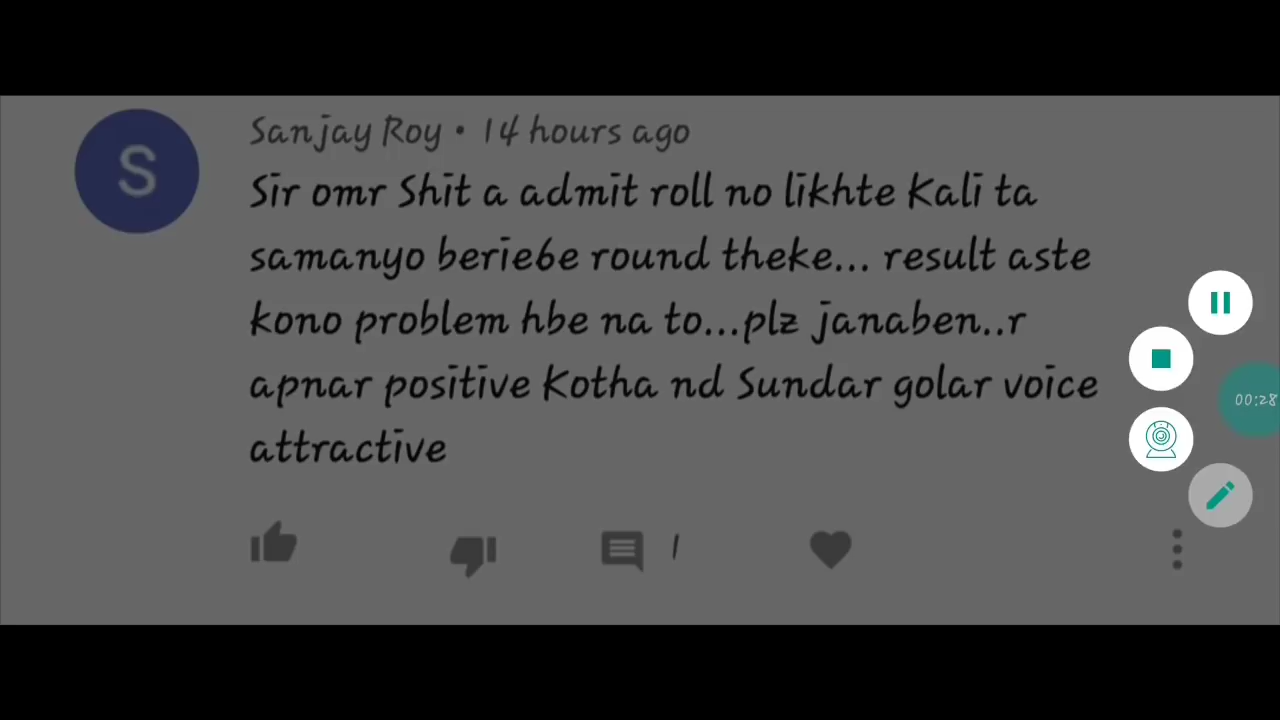 S
Sanjay Roy • 14 hours ago
Sir omr Shit a admit roll no likhte Kali ta
samanyo berie6e round theke... result aste
kono problem hbe na to...plz janaben..r
apnar positive Kotha nd Sundar golar voice
attractive
1
00:28